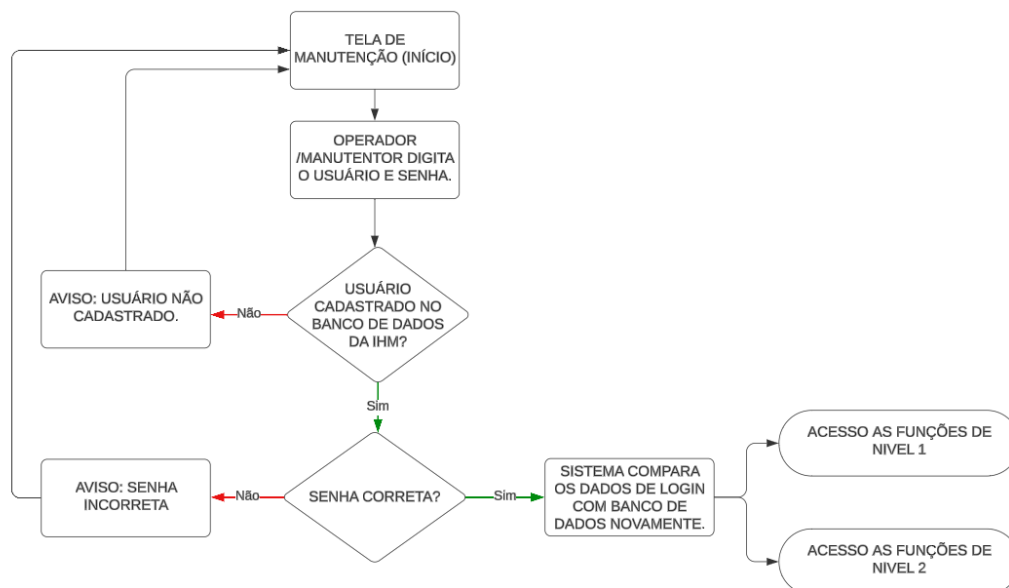 TELA DE
MANUTENÇÃO (INÍCIO)
OPERADOR
/MANUTENTOR DIGITA
O USUÁRIO E SENHA.
USUÁRIO
CADASTRADO NO
BANCO DE DADOS
DA IHM?
Não
AVISO: USUÁRIO NÃO
CADASTRADO.
Sim
SENHA CORRETA?
Não
AVISO: SENHA
INCORRETA
Sim
SISTEMA COMPARA
OS DADOS DE LOGIN
COM BANCO DE
DADOS NOVAMENTE.
ACESSO AS FUNÇÕES DE
NIVEL 1
ACESSO AS FUNÇÕES DE
NIVEL 2